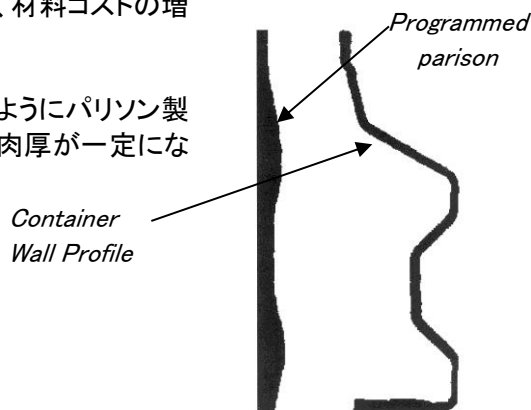 、材料コストの増
ようにパリソン製
肉厚が一定にな
Programmed
parison
Container
Wall Profile